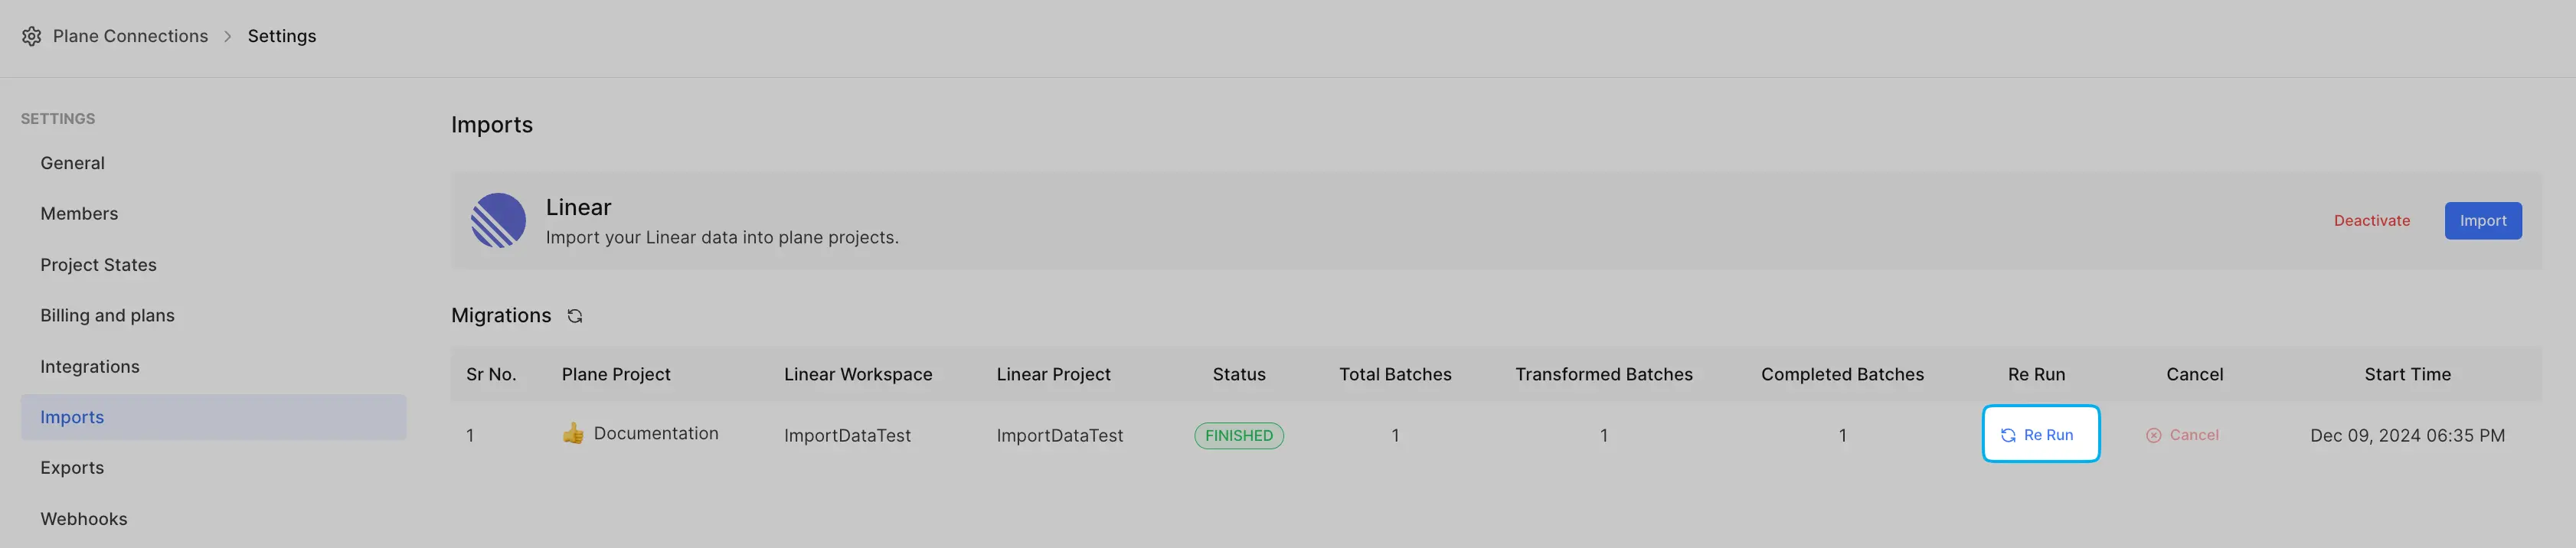 Plane Connections > Settings
SETTINGS
General
Members
Project States
Billing and plans
Integrations
Imports
Exports
Webhooks
Imports
Linear
Import your Linear data into plane projects.
Deactivate
Import
Migrations
Sr No. Plane Project Linear Workspace Linear Project Status Total Batches Transformed Batches Completed Batches Re Run Cancel Start Time
1 👍 Documentation ImportDataTest ImportDataTest FINISHED 1 1 1 Re Run Cancel Dec 09, 2024 06:35 PM